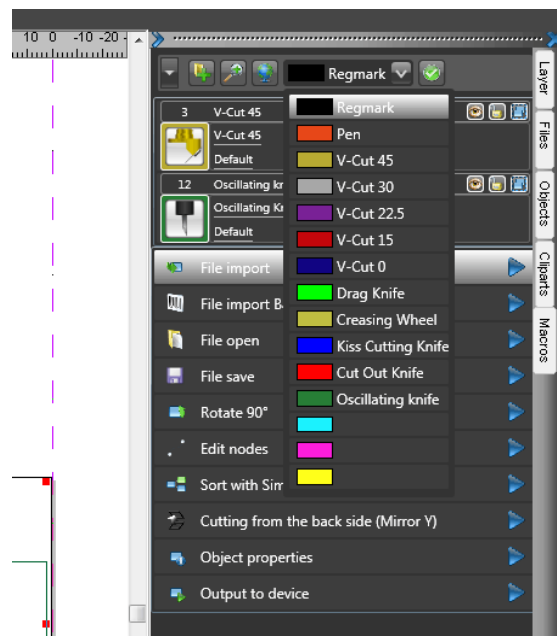 10 0 -10 -20 -
Regmark
3 V-Cut 45
V-Cut 45
Default
12 Oscillating kn
Oscillating Kn
Default
Regmark
Pen
V-Cut 45
V-Cut 30
V-Cut 22.5
V-Cut 15
V-Cut 0
Drag Knife
Creasing Wheel
Kiss Cutting Knife
Cut Out Knife
Oscillating knife
File import
File import B
File open
File save
Rotate 90°
Edit nodes
Sort with Sim
Cutting from the back side (Mirror Y)
Object properties
Output to device
Layer
Files
Objects
Cliparts
Macros